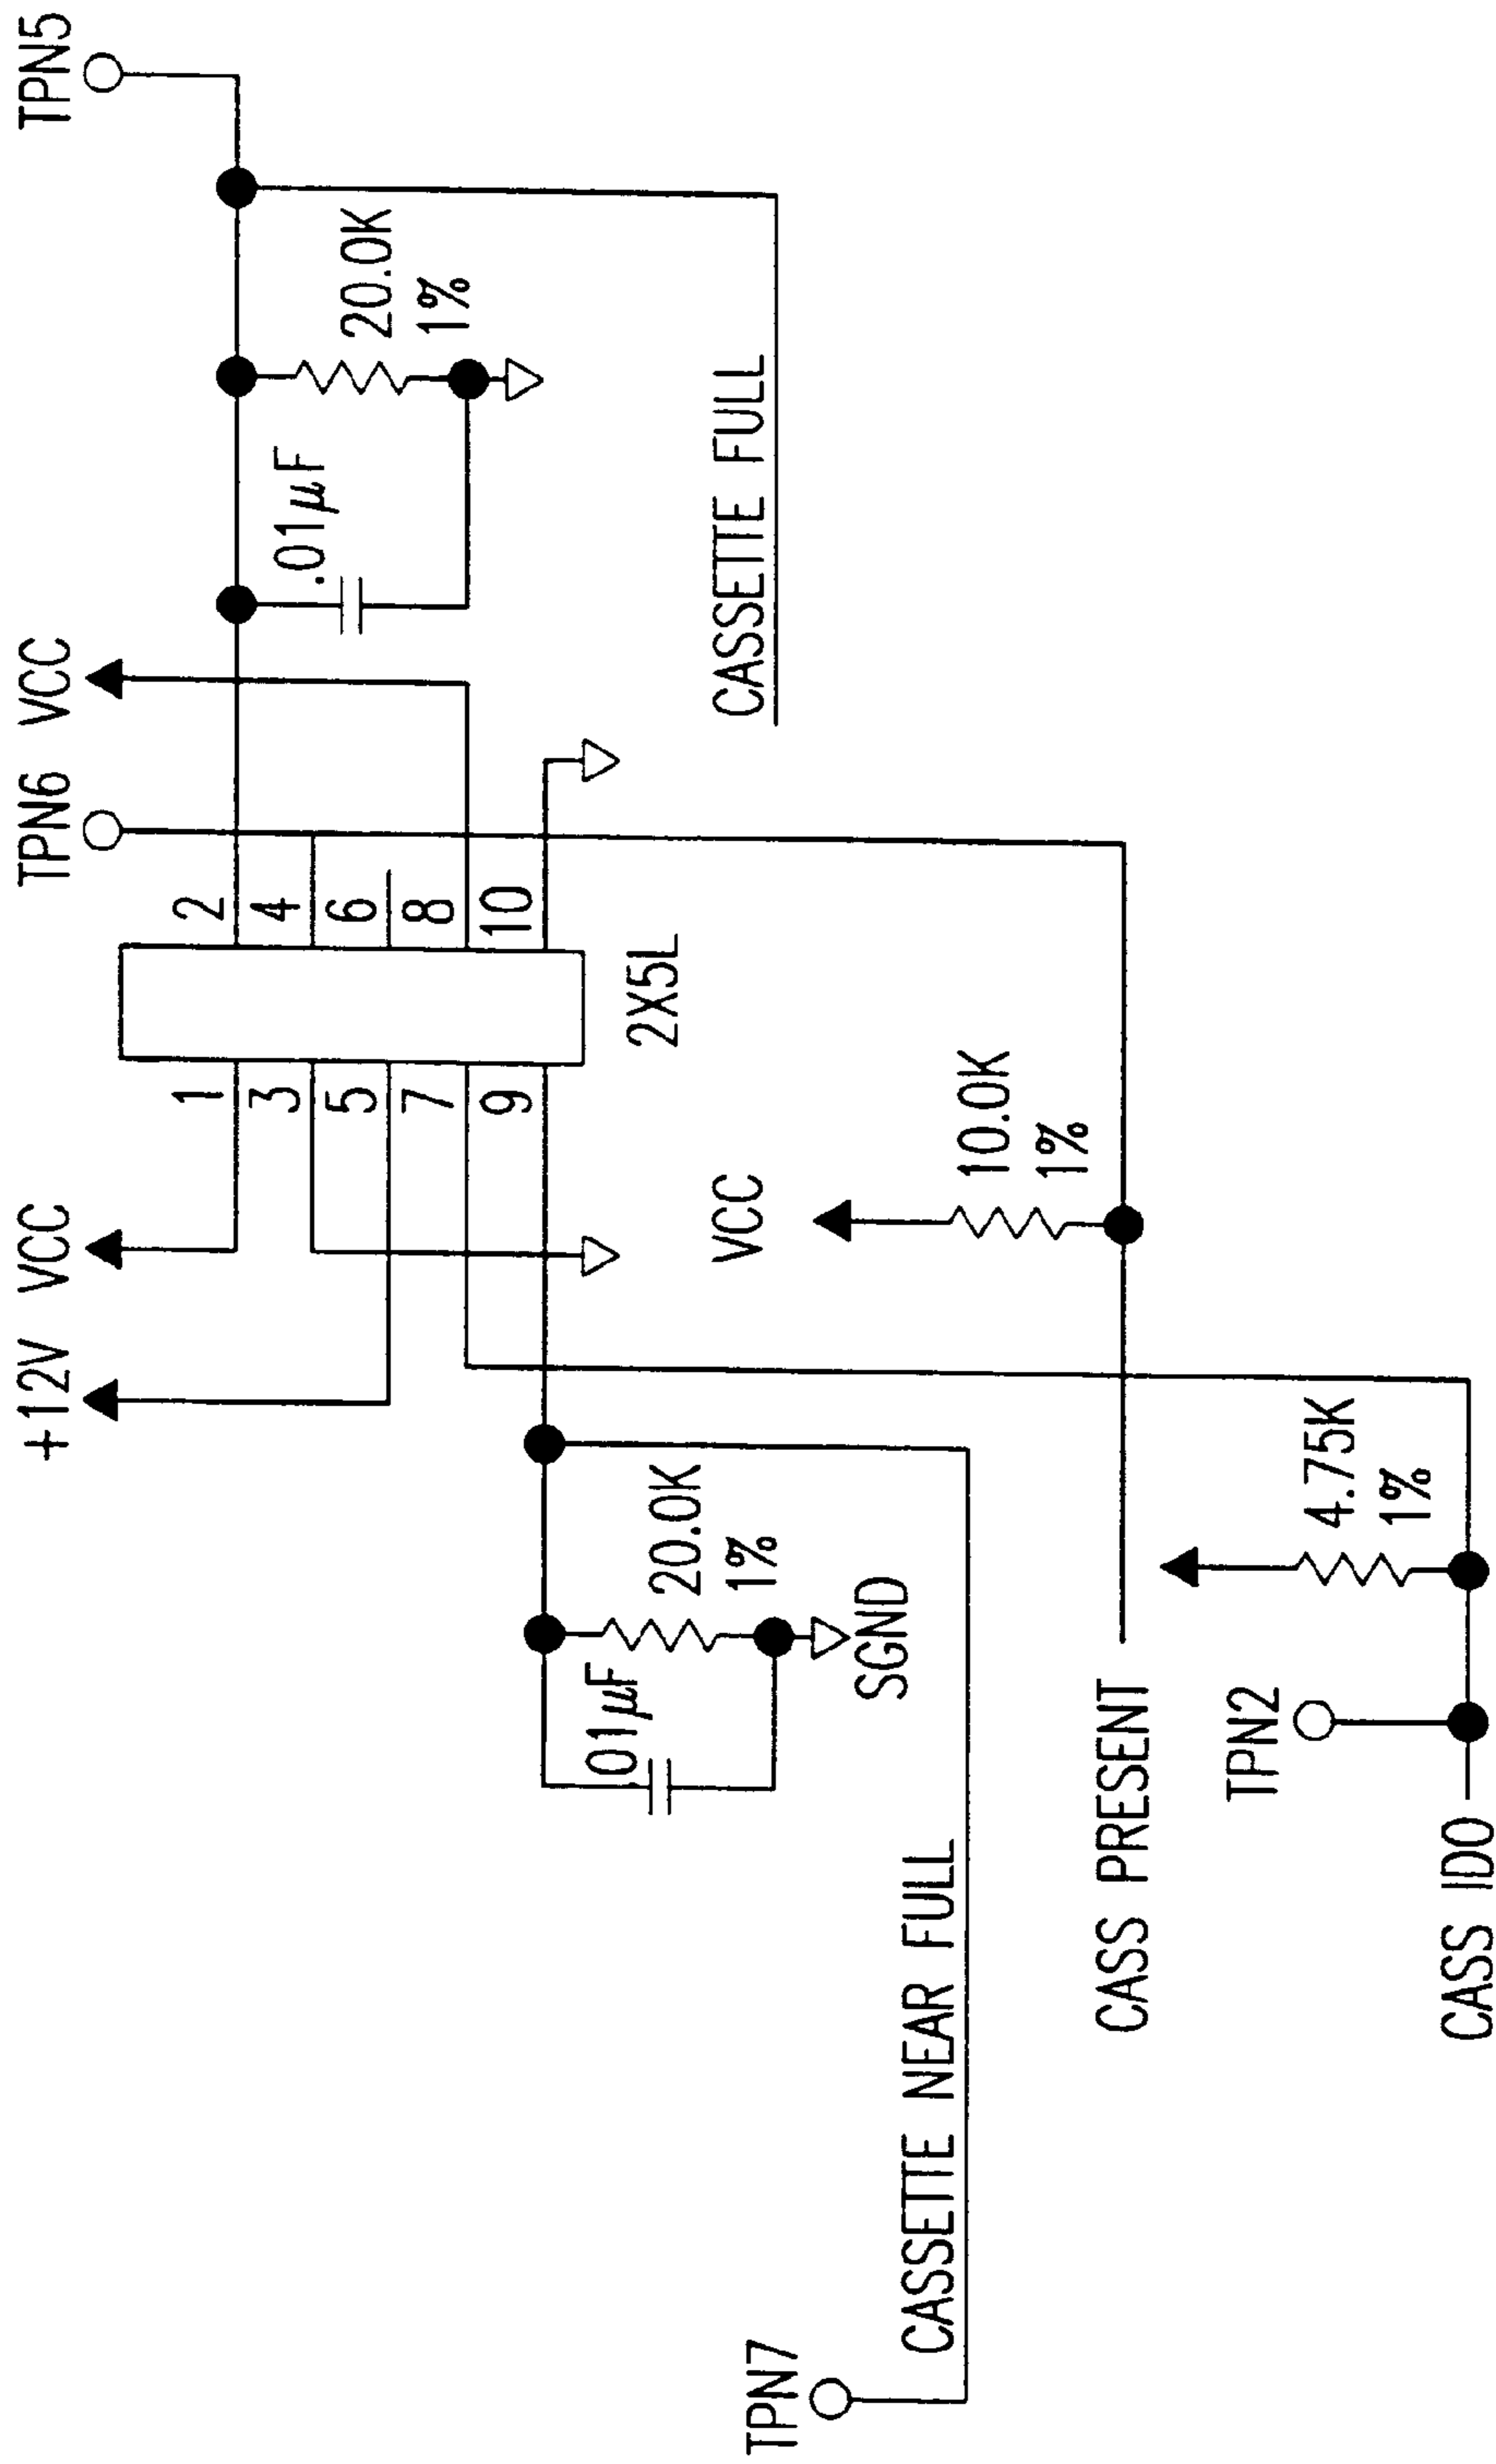 +12V VCC
TPN6 VCC
TPN5
1
3
5
7
9
2
4
6
8
10
2X5L
.01µF
20.0K
1%
CASSETTE FULL
20.0K
1%
.01µF
SGND
VCC
10.0K
1%
TPN7
CASSETTE NEAR FULL
CASS PRESENT
4.75K
1%
TPN2
CASS ID0